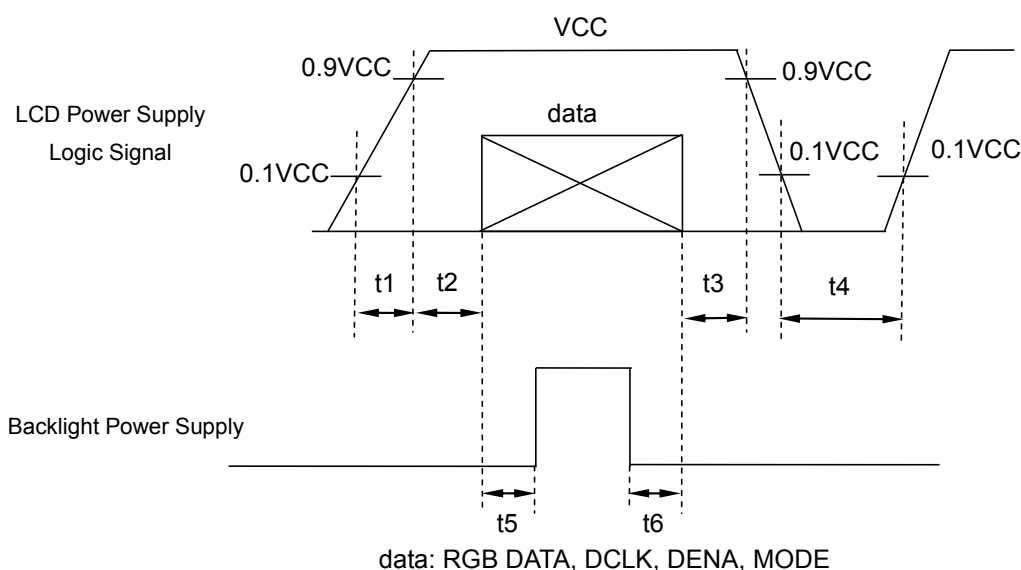 VCC
0.9VCC
0.9VCC
LCD Power Supply
Logic Signal
data
0.1VCC
0.1VCC
0.1VCC
t1
t2
t3
t4
Backlight Power Supply
t5
t6
data: RGB DATA, DCLK, DENA, MODE